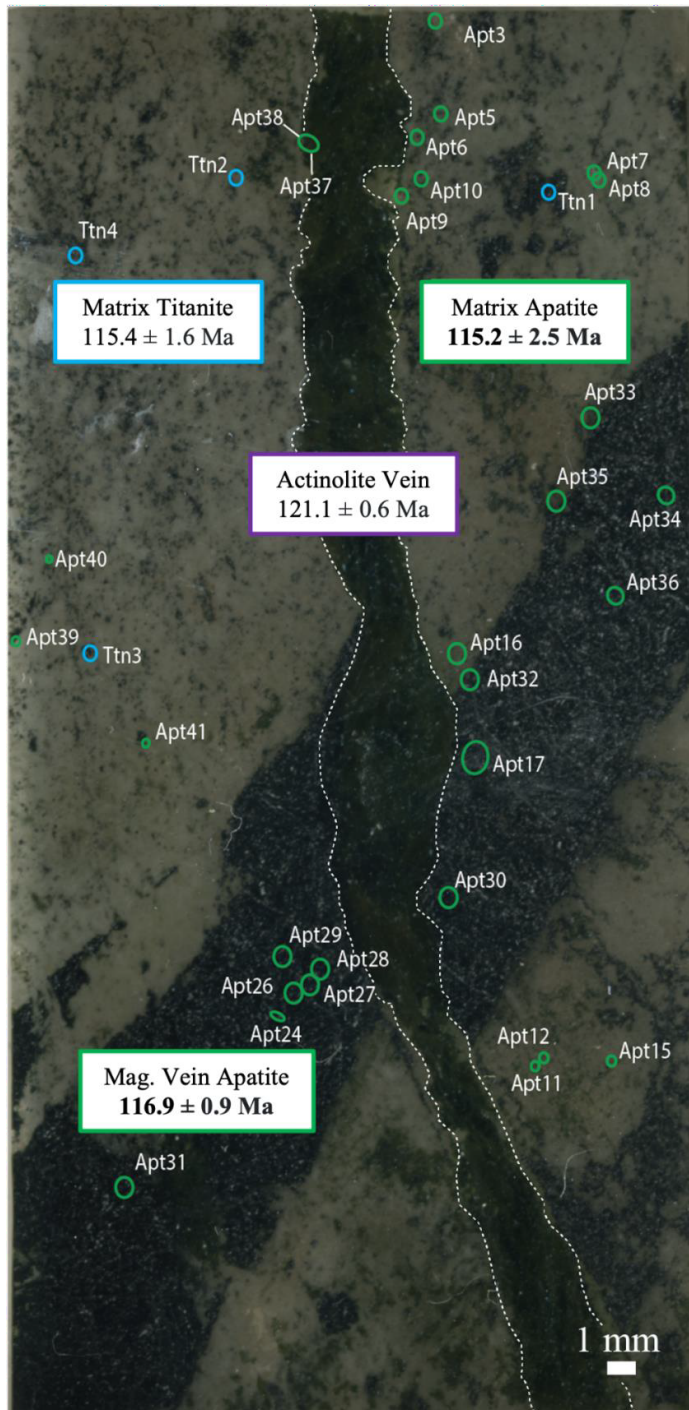 Apt3
Apt38
Apt5
Apt6
Ttn2
Apt37
Apt7
Apt10
Apt8
Ttn1
Apt9
Ttn4
Matrix Titanite
115.4 ± 1.6 Ma
Matrix Apatite
115.2 ± 2.5 Ma
Apt33
Actinolite Vein
121.1 ± 0.6 Ma
Apt35
Apt34
Apt40
Apt36
Apt39
Ttn3
Apt16
Apt32
Apt41
Apt17
Apt30
Apt29
Apt28
Apt26
Apt27
Apt24
Apt12
Apt15
Apt11
Mag. Vein Apatite
116.9 ± 0.9 Ma
Apt31
1 mm